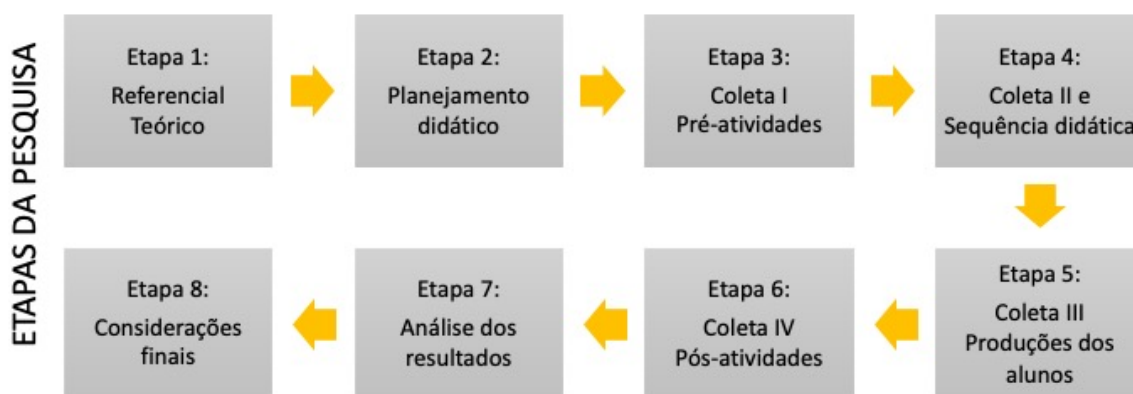 ETAPAS DA PESQUISA
Etapa 1:
Referencial
Teórico
Etapa 2:
Planejamento
didático
Etapa 3:
Coleta I
Pré-atividades
Etapa 4:
Coleta II e
Sequência didática
Etapa 5:
Coleta III
Produções dos
alunos
Etapa 6:
Coleta IV
Pós-atividades
Etapa 7:
Análise dos
resultados
Etapa 8:
Considerações
finais